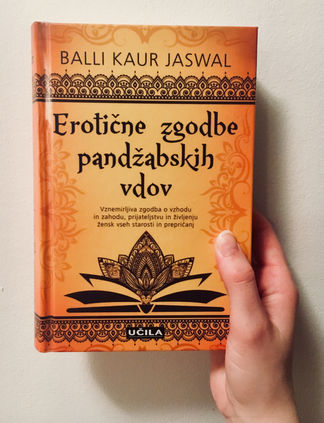 BALLI KAUR JASWAL
Erotične zgodbe
pandžabskih
vdov
Vznemirljiva zgodba o vzhodu
in zahodu, prijateljstvu in življenju
žensk vseh starosti in prepričanj
UČILA